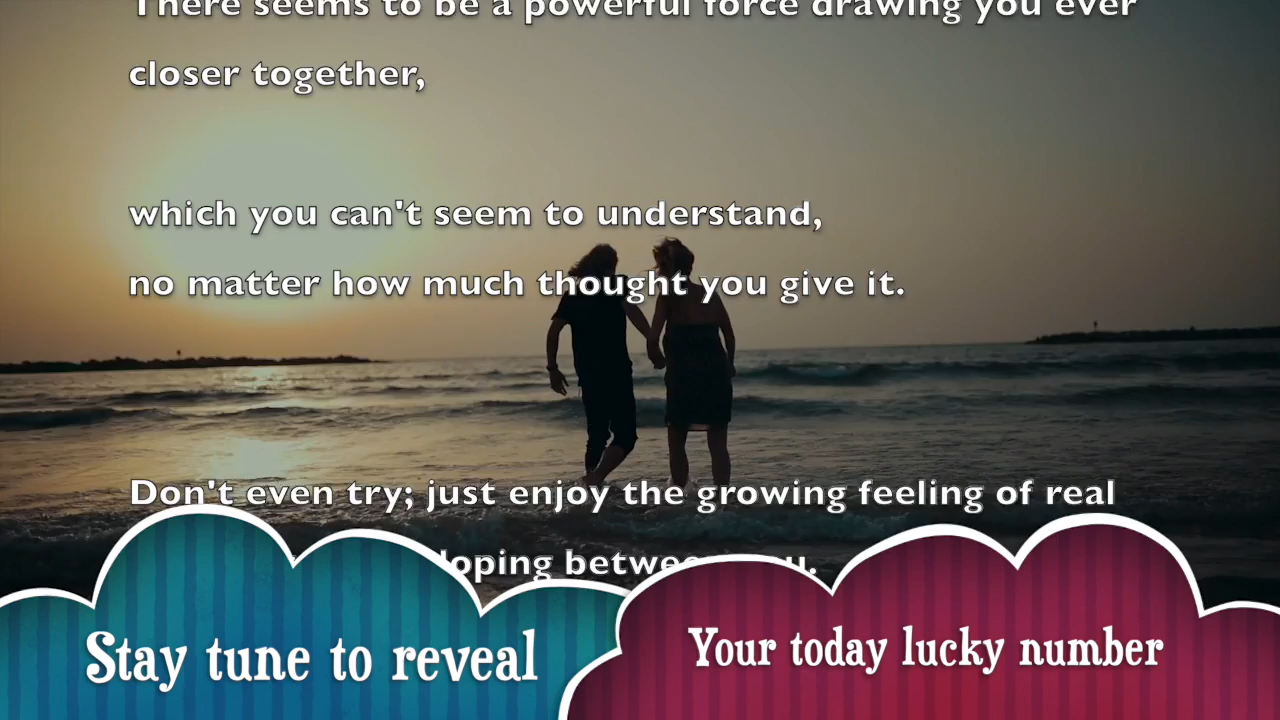 There seems to be a powerful force drawing you ever
closer together,
which you can't seem to understand,
no matter how much thought you give it.
Don't even try; just enjoy the growing feeling of real
Stay tune to reveal
Your today lucky number